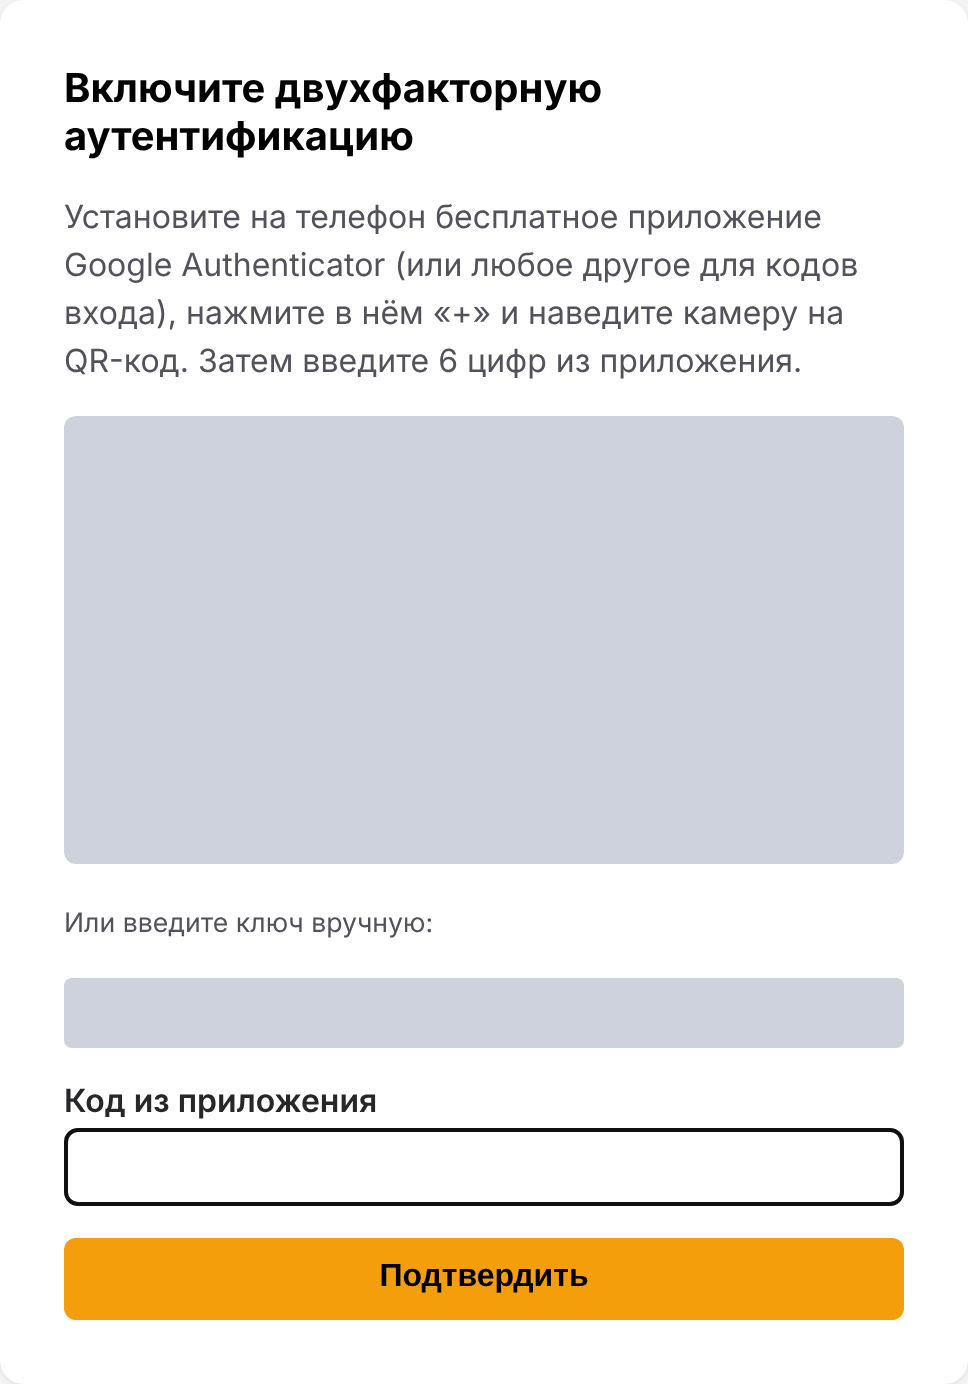 Включите двухфакторную
аутентификацию
Установите на телефон бесплатное приложение
Google Authenticator (или любое другое для кодов
входа), нажмите в нём «+» и наведите камеру на
QR-код. Затем введите 6 цифр из приложения.
Или введите ключ вручную:
Код из приложения
Подтвердить